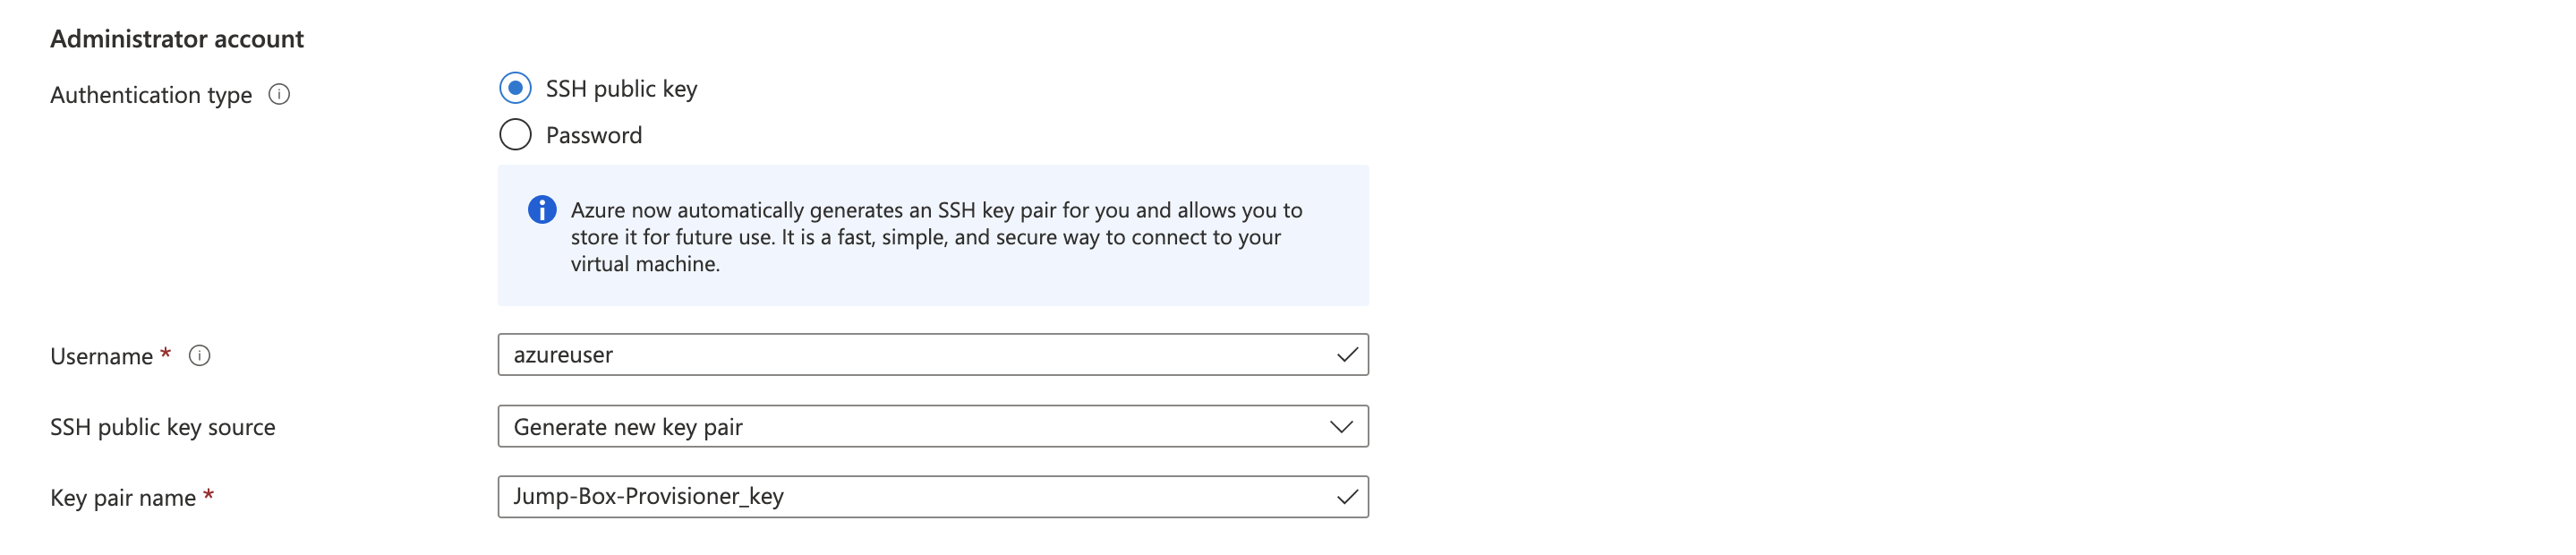 Administrator account
Authentication type
SSH public key
Password
Azure now automatically generates an SSH key pair for you and allows you to
store it for future use. It is a fast, simple, and secure way to connect to your
virtual machine.
Username *
azureuser
SSH public key source
Generate new key pair
Key pair name *
Jump-Box-Provisioner_key